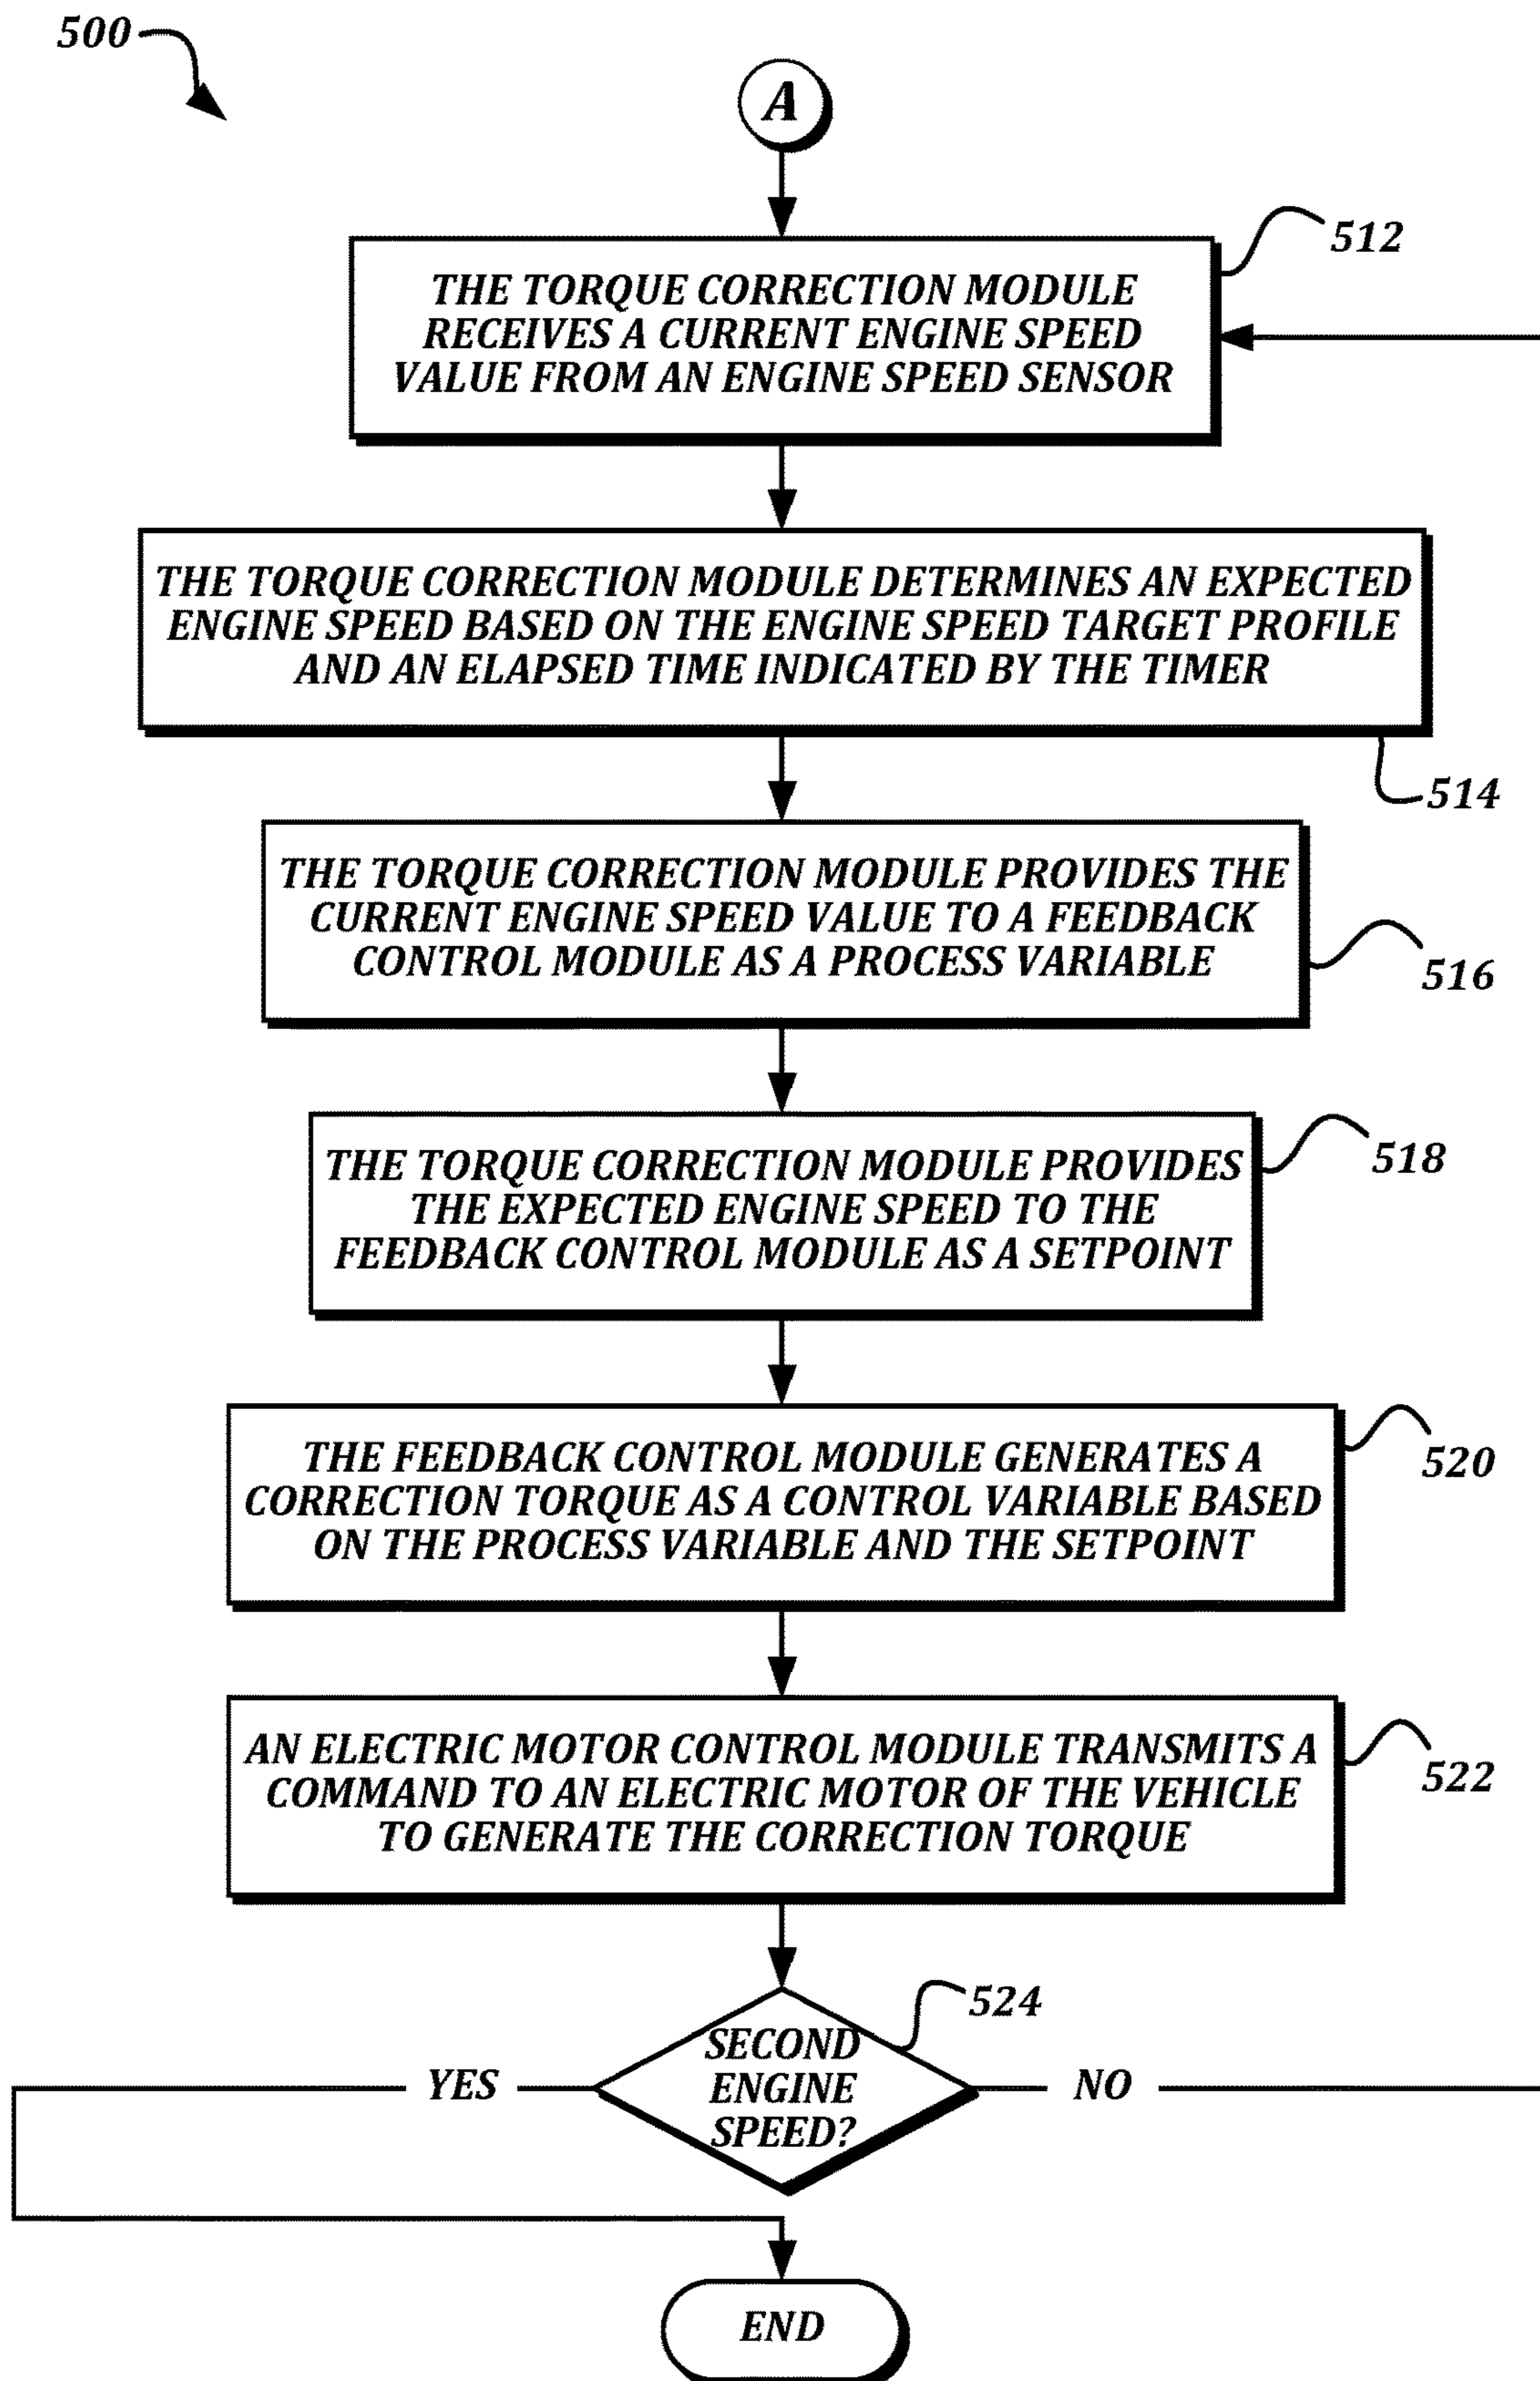 500
A
512
THE TORQUE CORRECTION MODULE
RECEIVES A CURRENT ENGINE SPEED
VALUE FROM AN ENGINE SPEED SENSOR
THE TORQUE CORRECTION MODULE DETERMINES AN EXPECTED
ENGINE SPEED BASED ON THE ENGINE SPEED TARGET PROFILE
AND AN ELAPSED TIME INDICATED BY THE TIMER
514
THE TORQUE CORRECTION MODULE PROVIDES THE
CURRENT ENGINE SPEED VALUE TO A FEEDBACK
CONTROL MODULE AS A PROCESS VARIABLE
516
THE TORQUE CORRECTION MODULE PROVIDES
THE EXPECTED ENGINE SPEED TO THE
FEEDBACK CONTROL MODULE AS A SETPOINT
518
THE FEEDBACK CONTROL MODULE GENERATES A
CORRECTION TORQUE AS A CONTROL VARIABLE BASED
ON THE PROCESS VARIABLE AND THE SETPOINT
520
AN ELECTRIC MOTOR CONTROL MODULE TRANSMITS A
COMMAND TO AN ELECTRIC MOTOR OF THE VEHICLE
TO GENERATE THE CORRECTION TORQUE
522
524
SECOND
ENGINE
SPEED?
YES
NO
END